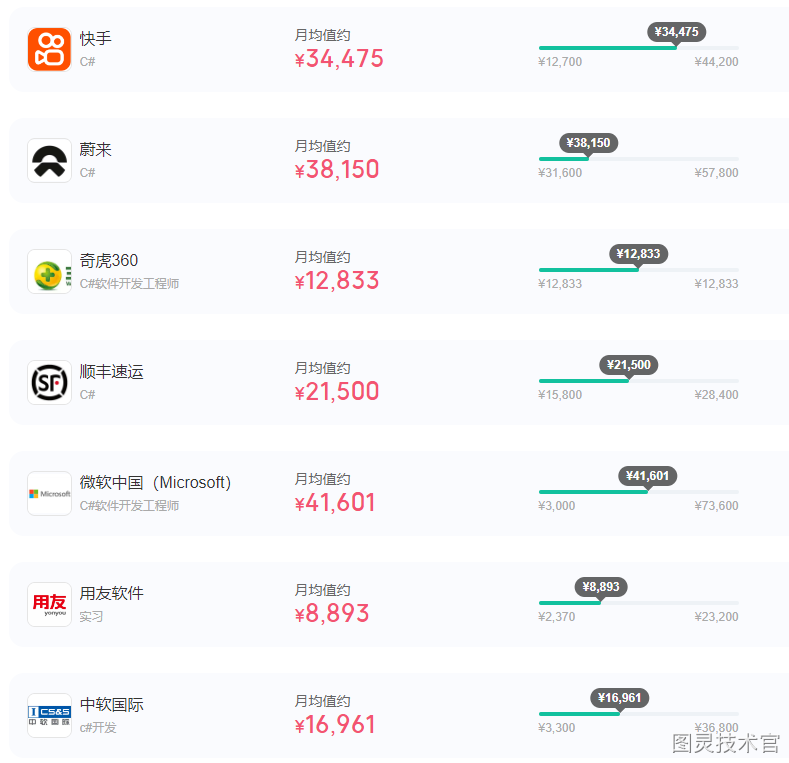 快手
C#
月均值约
¥34,475
¥34,475
¥12,700 ¥44,200
蔚来
C#
月均值约
¥38,150
¥38,150
¥31,600 ¥57,800
奇虎360
C#软件开发工程师
月均值约
¥12,833
¥12,833
¥12,833 ¥12,833
SF
顺丰速运
C#
月均值约
¥21,500
¥21,500
¥15,800 ¥28,400
Microsoft
微软中国（Microsoft）
C#软件开发工程师
月均值约
¥41,601
¥41,601
¥3,000 ¥73,600
用友
yonyou
用友软件
实习
月均值约
¥8,893
¥8,893
¥2,370 ¥23,200
CS&S
中软国际
中软国际
c#开发
月均值约
¥16,961
¥16,961
¥3,300 ¥36,800
图灵技术官